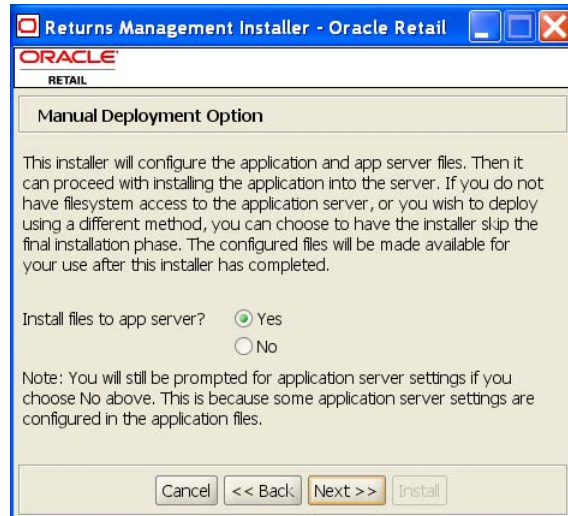 Returns Management Installer - Oracle Retail
ORACLE
RETAIL
Manual Deployment Option
This installer will configure the application and app server files. Then it
can proceed with installing the application into the server. If you do not
have filesystem access to the application server, or you wish to deploy
using a different method, you can choose to have the installer skip the
final installation phase. The configured files will be made available for
your use after this installer has completed.
Install files to app server? Yes
No
Note: You will still be prompted for application server settings if you
choose No above. This is because some application server settings are
configured in the application files.
Cancel << Back Next >> Install